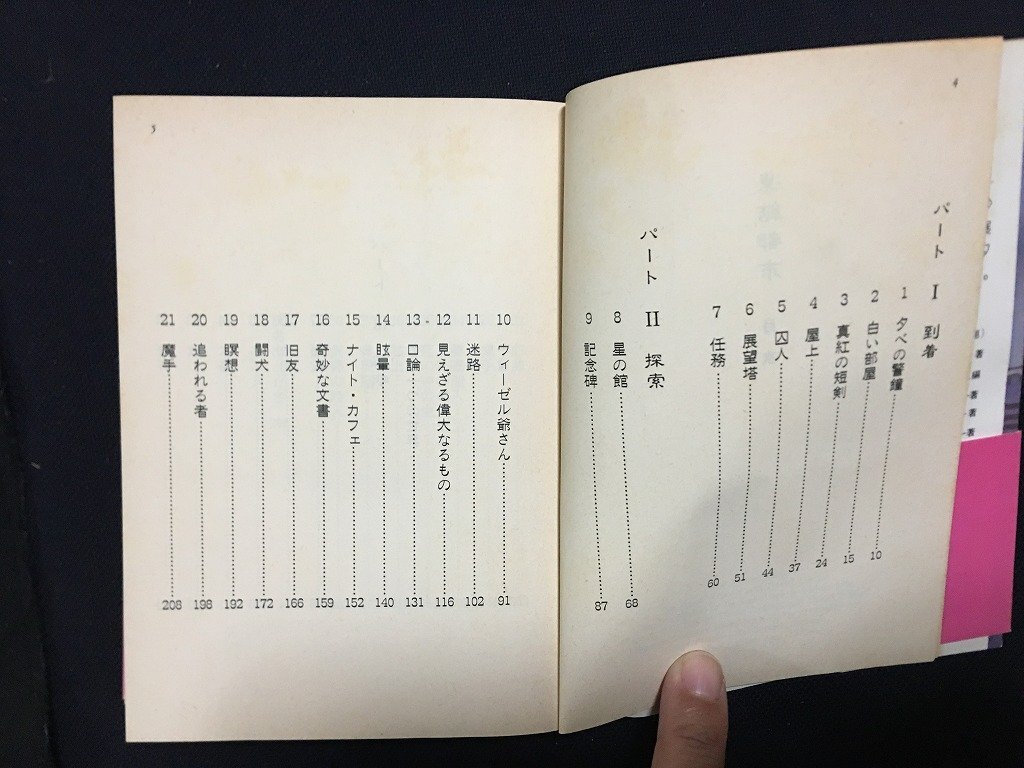 4
パート Ⅰ 到着
1 夕べの警鐘 10
2 白い部屋 15
3 真紅の短剣 24
4 屋上 37
5 囚人 44
6 展望塔 51
7 任務 60
パート Ⅱ 探索
8 星の館 68
9 記念碑 87
5
10 ウィーゼル爺さん 91
11 迷路 102
12 見えざる偉大なるもの 116
13 口論 131
14 眩暈 140
15 ナイト・カフェ 152
16 奇妙な文書 159
17 旧友 166
18 闘犬 172
19 瞑想 192
20 追われる者 198
21 魔手 208